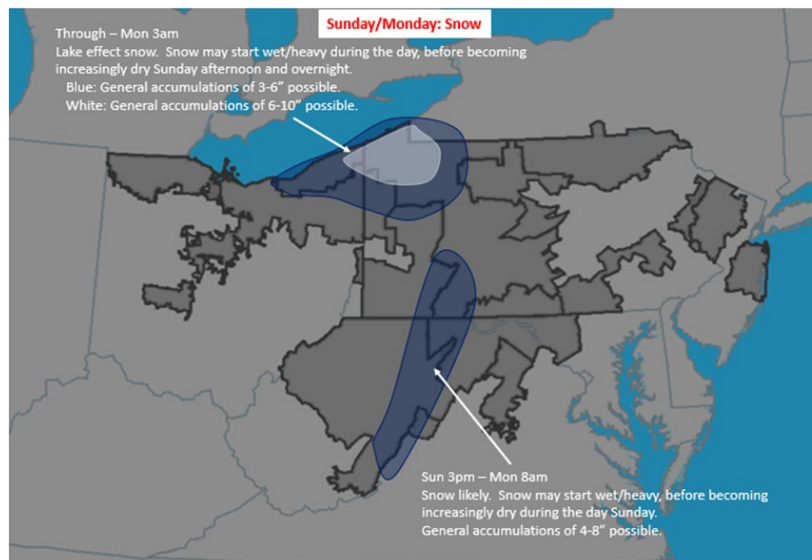 Sunday/Monday: Snow
Through – Mon 3am
Lake effect snow.  Snow may start wet/heavy during the day, before becoming
increasingly dry Sunday afternoon and overnight.
Blue: General accumulations of 3-6” possible.
White: General accumulations of 6-10” possible.
Sun 3pm – Mon 8am
Snow likely.  Snow may start wet/heavy, before becoming
increasingly dry during the day Sunday.
General accumulations of 4-8” possible.